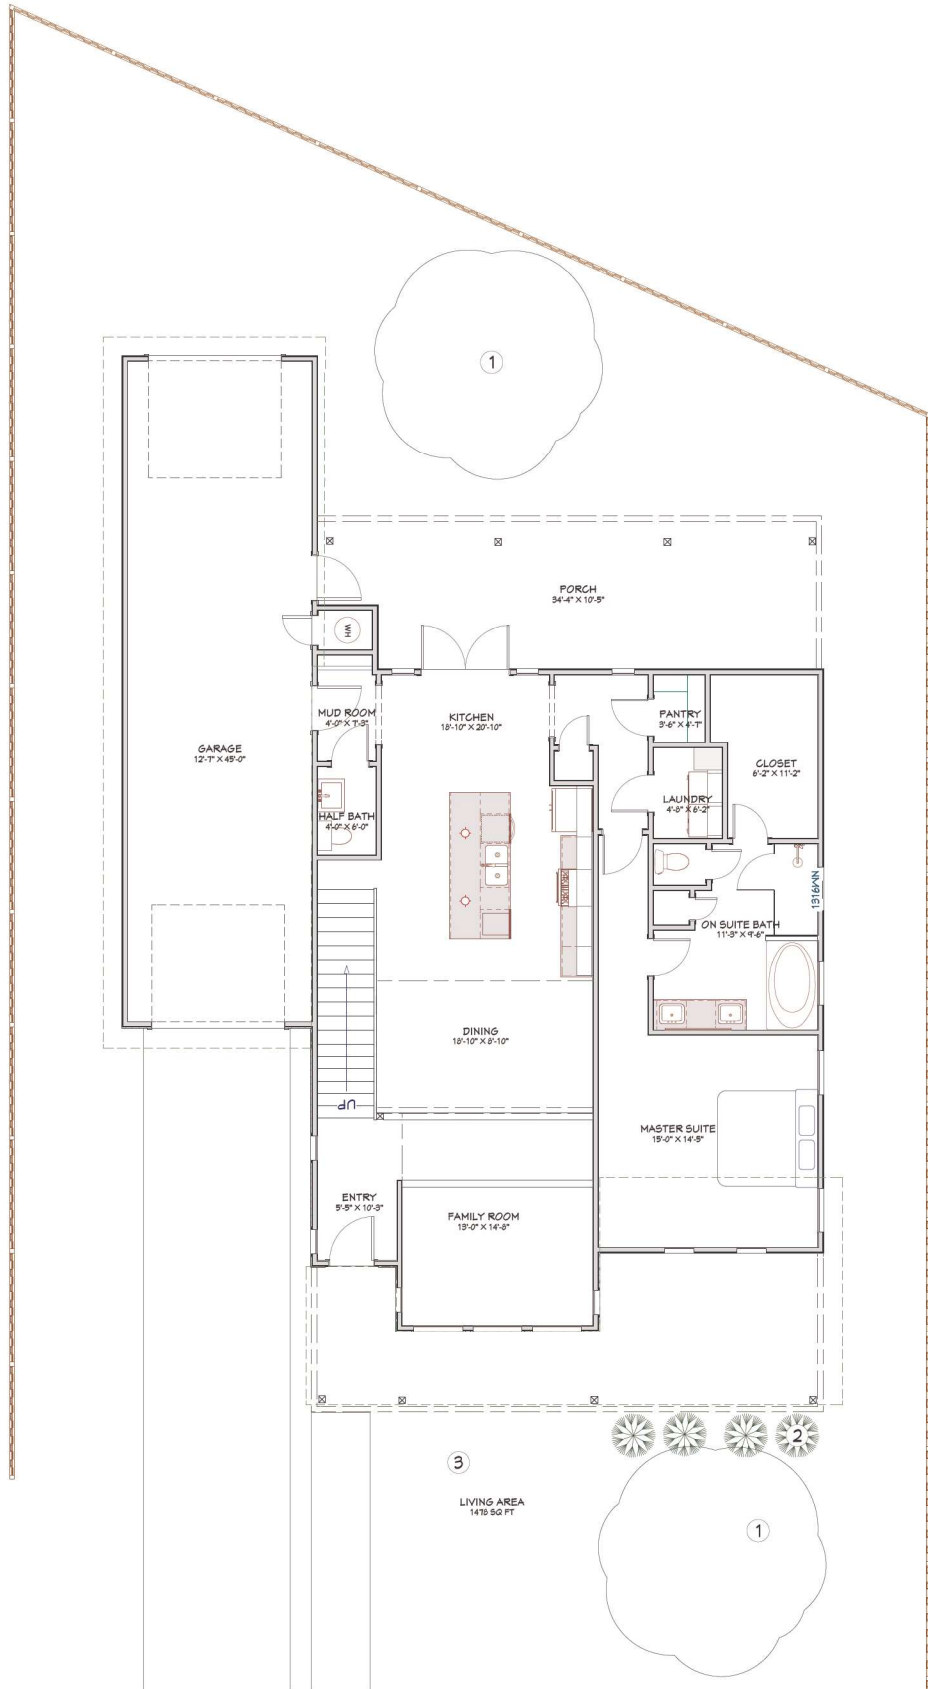 1
PORCH
34'-4" X 10'-5"
WH
MUD ROOM
4'-0" X 7'-3"
KITCHEN
18'-10" X 20'-10"
PANTRY
3'-6" X 4'-7"
GARAGE
12'-7" X 45'-0"
CLOSET
6'-2" X 11'-2"
LAUNDRY
4'-8" X 6'-2"
HALF BATH
4'-0" X 6'-0"
1316MN
ON SUITE BATH
11'-3" X 9'-6"
DINING
18'-10" X 8'-10"
UP
MASTER SUITE
15'-0" X 14'-5"
ENTRY
5'-5" X 10'-3"
FAMILY ROOM
13'-0" X 14'-8"
2
3
LIVING AREA
1478 SQ FT
1